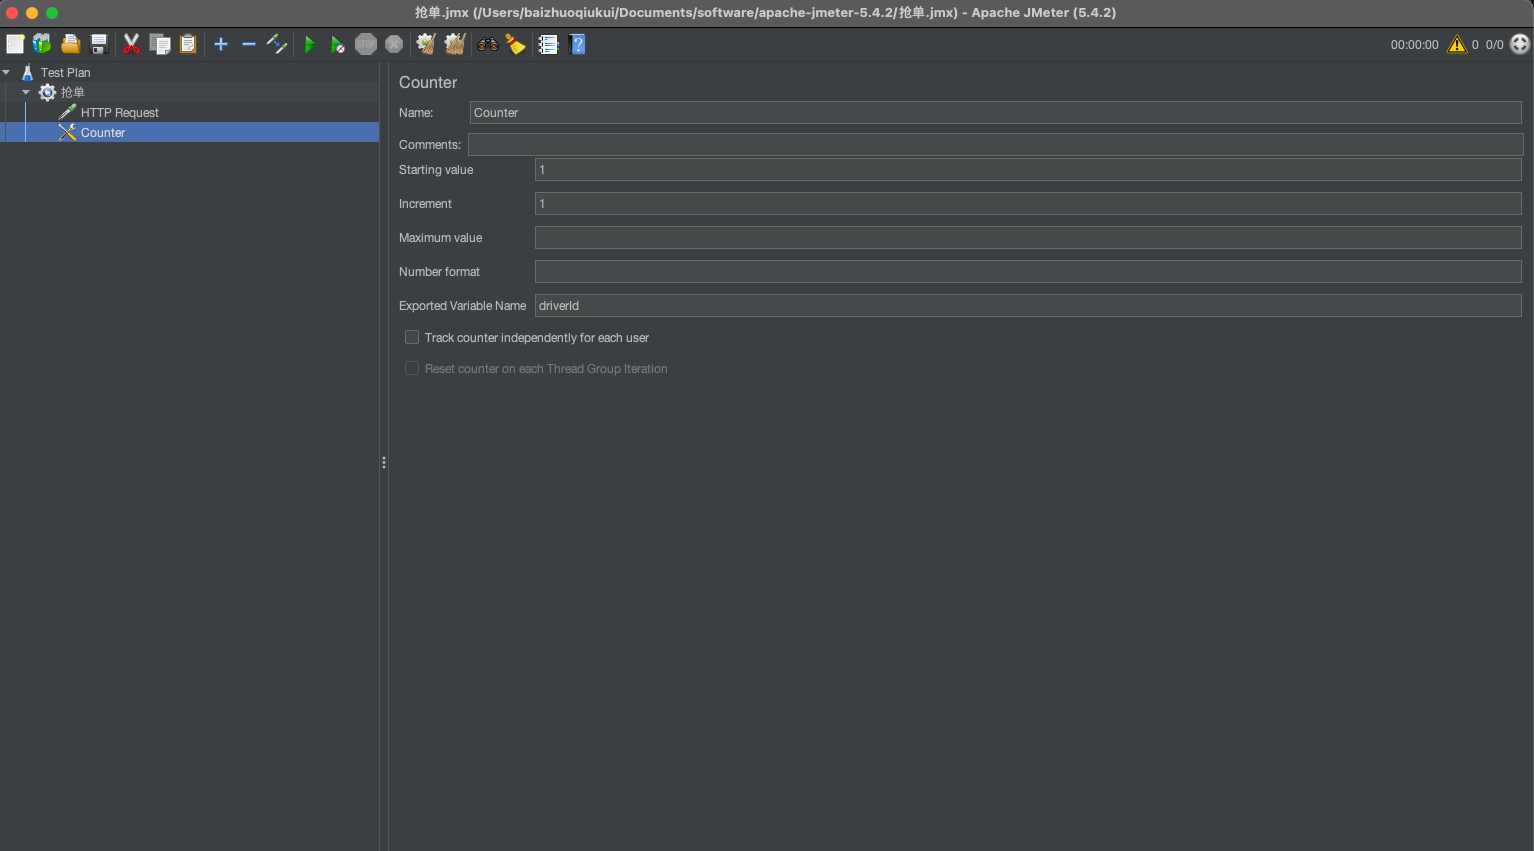 抢单.jmx (/Users/baizhuoqiukui/Documents/software/apache-jmeter-5.4.2/抢单.jmx) - Apache JMeter (5.4.2)
STOP
00:00:00 0 0/0
Test Plan
抢单
HTTP Request
Counter
Counter
Name: Counter
Comments:
Starting value 1
Increment 1
Maximum value
Number format
Exported Variable Name driverId
Track counter independently for each user
Reset counter on each Thread Group Iteration